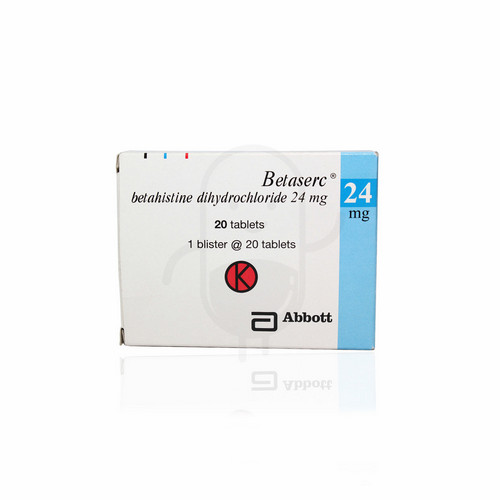 Betaserc®
betahistine dihydrochloride 24 mg
24
mg
20 tablets
1 blister @ 20 tablets
K
Abbott